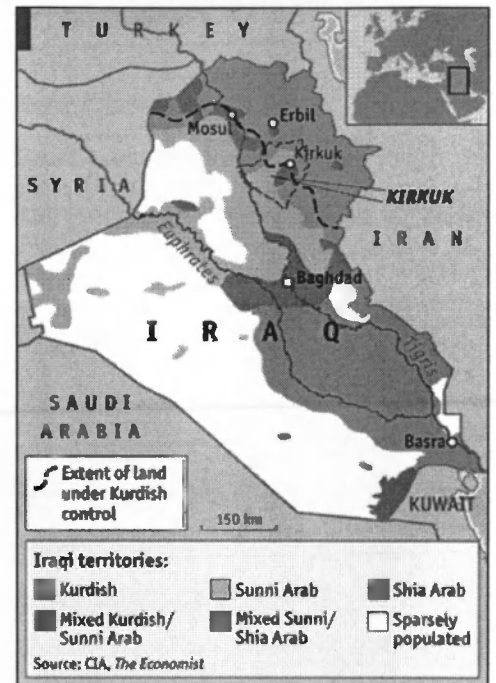 TURKEY
Mosul
Erbil
Kirkuk
SYRIA
KIRKUK
IRAN
Euphrates
Baghdad
IRAQ
Tigris
SAUDI
ARABIA
Basra
KUWAIT
Extent of land
under Kurdish
control
150 km
Iraqi territories:
Kurdish
Sunni Arab
Shia Arab
Mixed Kurdish/
Sunni Arab
Mixed Sunni/
Shia Arab
Sparsely
populated
Source: CIA, The Economist